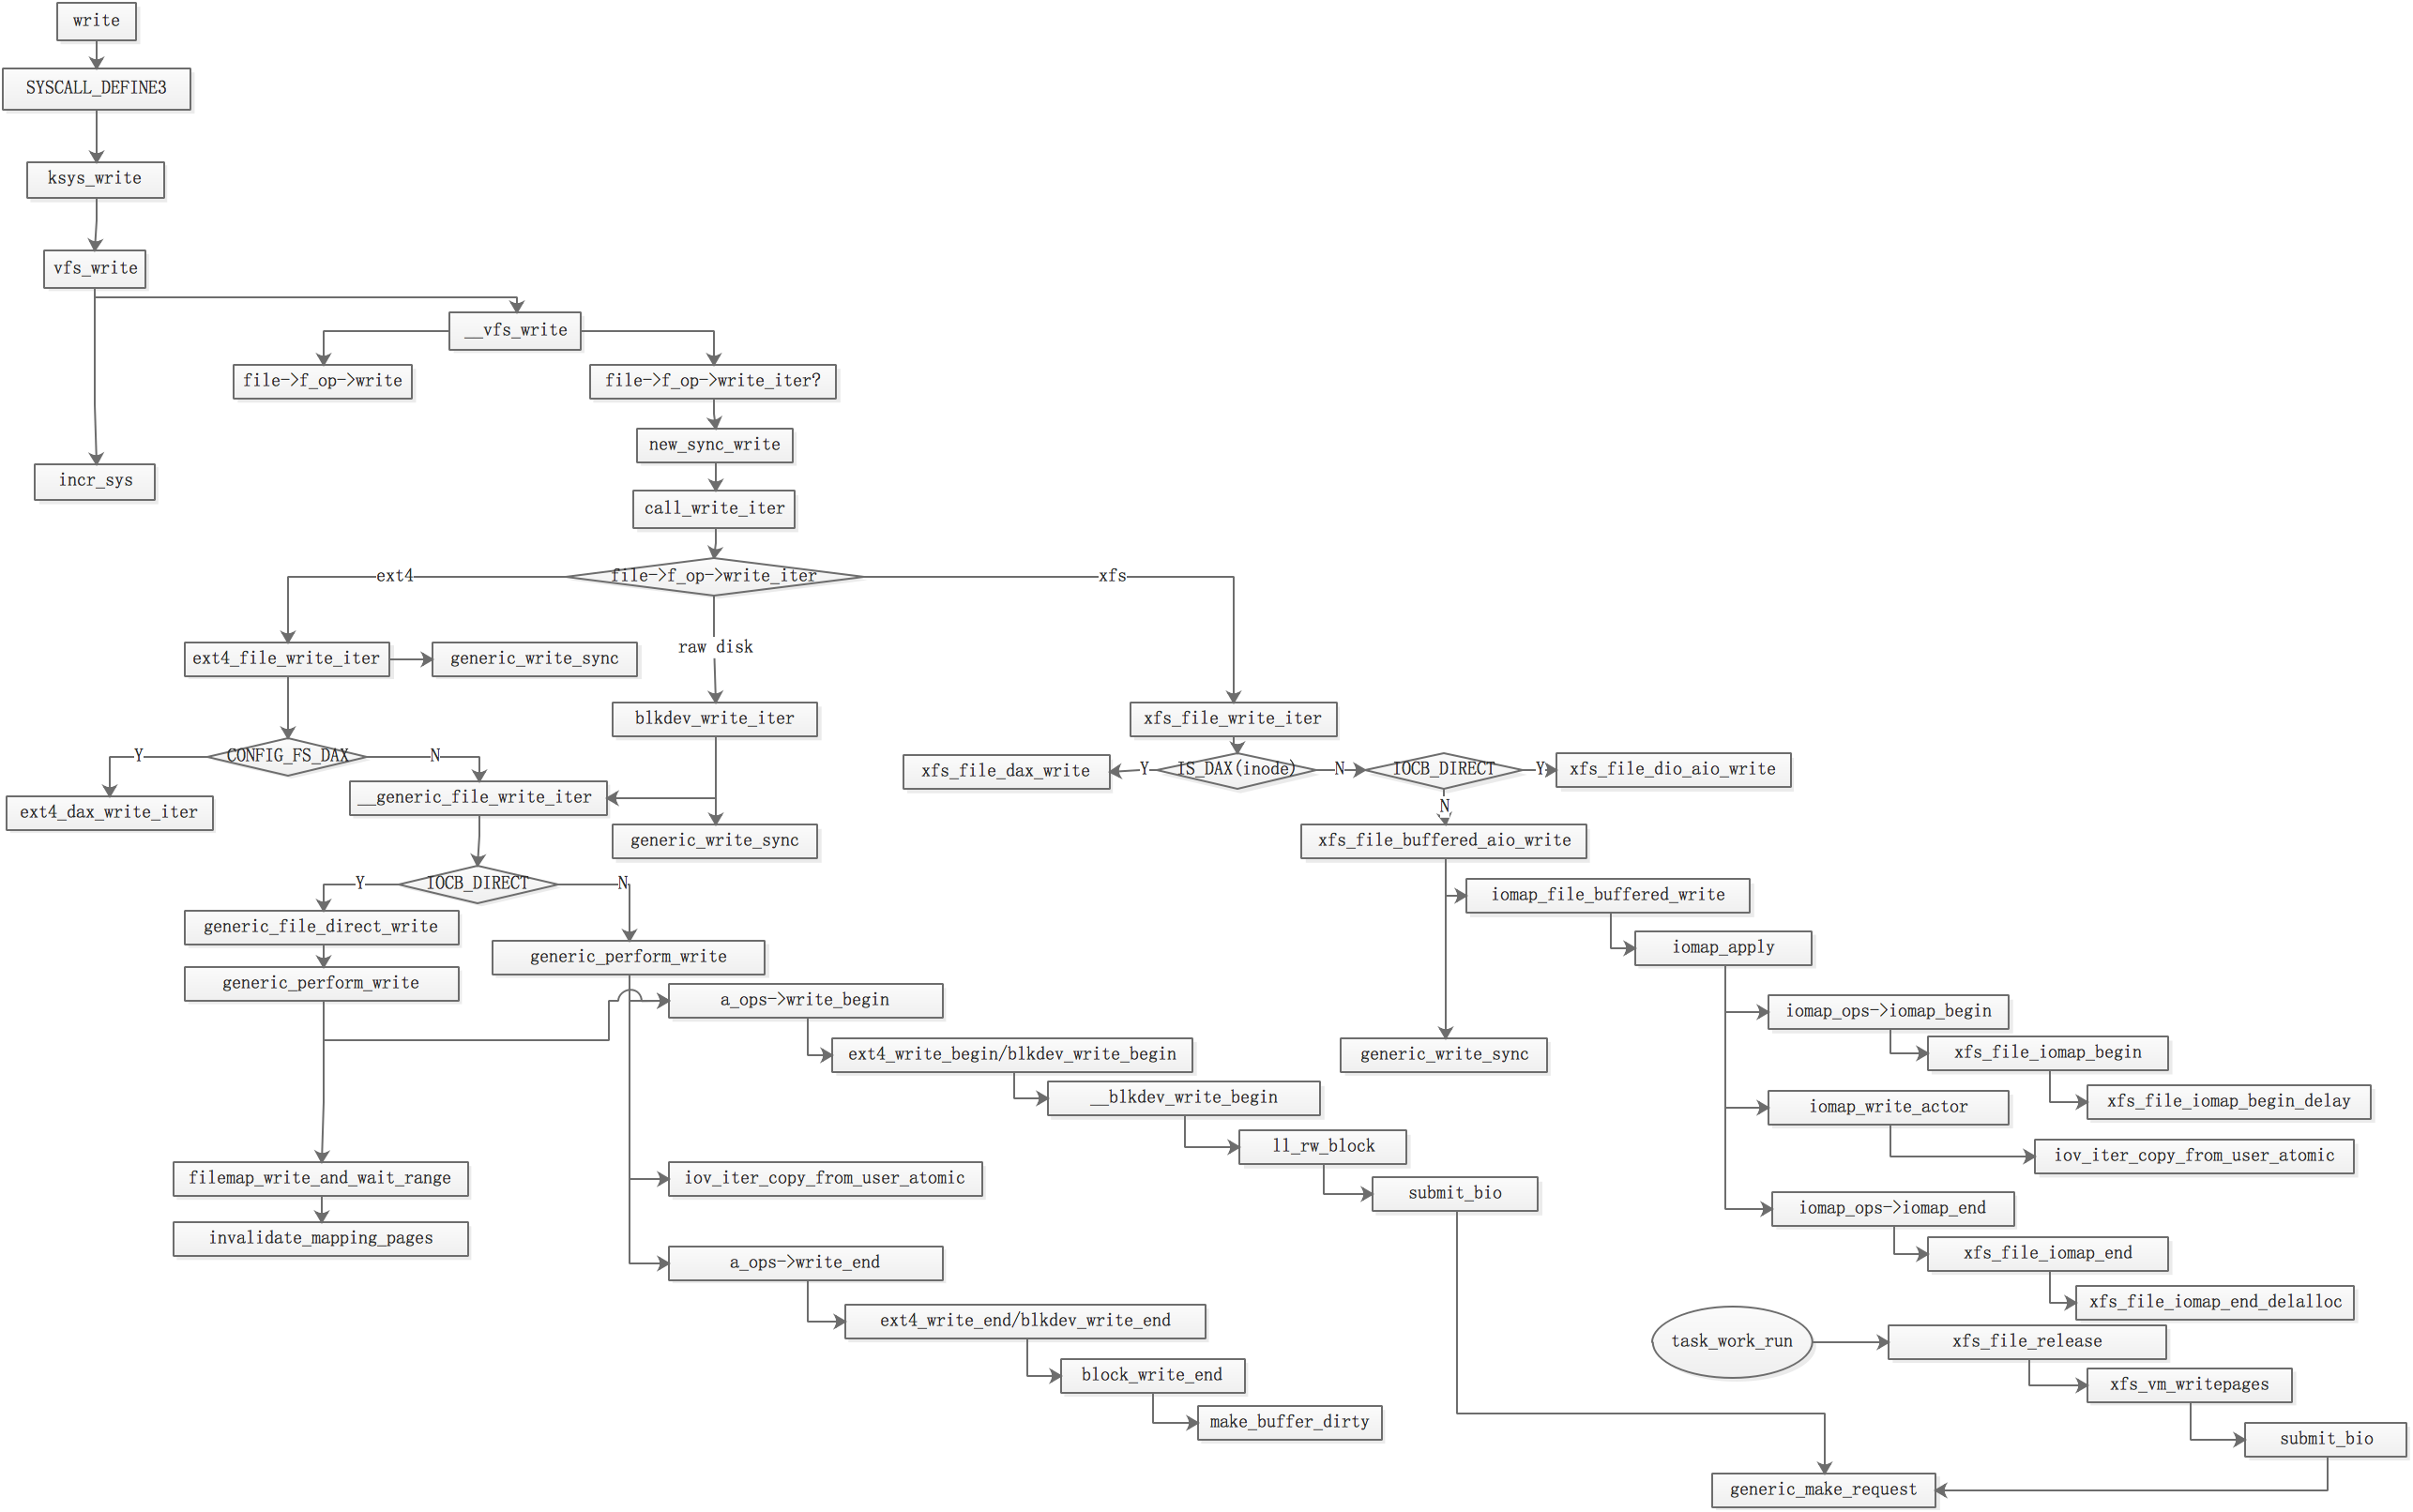 write
SYSCALL_DEFINE3
ksys_write
vfs_write
__vfs_write
file->f_op->write
file->f_op->write_iter?
new_sync_write
incr_sys
call_write_iter
ext4
file->f_op->write_iter
xfs
raw disk
ext4_file_write_iter
generic_write_sync
blkdev_write_iter
xfs_file_write_iter
Y
CONFIG_FS_DAX
N
xfs_file_dax_write
Y
IS_DAX(inode)
N
IOCB_DIRECT
Y
xfs_file_dio_aio_write
ext4_dax_write_iter
__generic_file_write_iter
N
generic_write_sync
xfs_file_buffered_aio_write
Y
IOCB_DIRECT
N
iomap_file_buffered_write
generic_file_direct_write
generic_perform_write
iomap_apply
generic_perform_write
a_ops->write_begin
iomap_ops->iomap_begin
ext4_write_begin/blkdev_write_begin
generic_write_sync
xfs_file_iomap_begin
__blkdev_write_begin
iomap_write_actor
xfs_file_iomap_begin_delay
ll_rw_block
iov_iter_copy_from_user_atomic
filemap_write_and_wait_range
iov_iter_copy_from_user_atomic
submit_bio
iomap_ops->iomap_end
invalidate_mapping_pages
xfs_file_iomap_end
a_ops->write_end
xfs_file_iomap_end_delalloc
ext4_write_end/blkdev_write_end
task_work_run
xfs_file_release
block_write_end
xfs_vm_writepages
make_buffer_dirty
submit_bio
generic_make_request